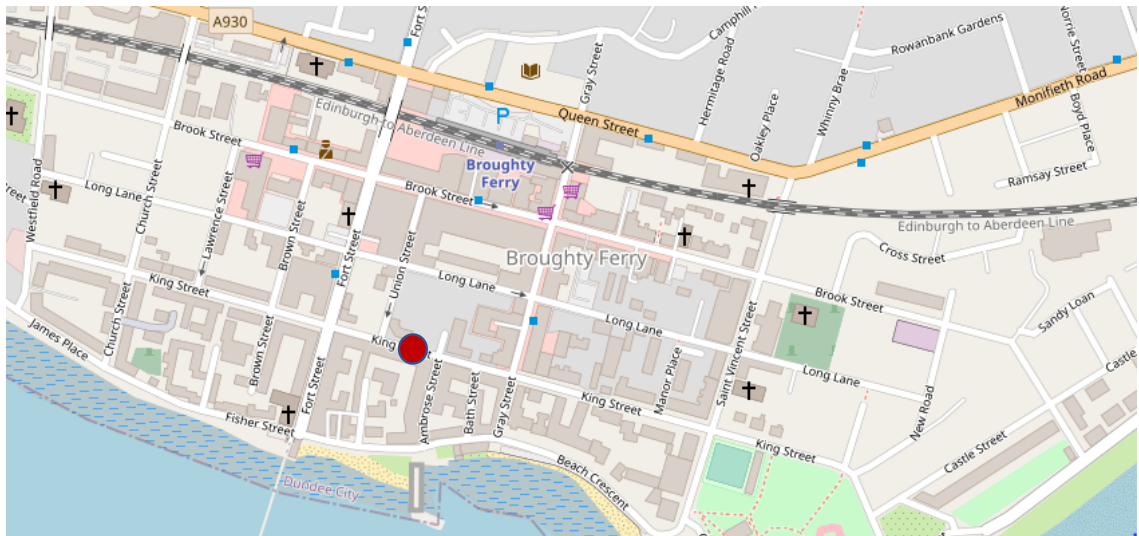 A930
Fort St
Camphill
Rowanbank Gardens
Norrie Street
Gray Street
Hermitage Road
Whinny Brae
Monifieth Road
Boyd Place
Edinburgh to Aberdeen Line
P
Queen Street
Oakley Place
Brook Street
Broughty
Ferry
Ramsay Street
Brook Street
Long Lane
Westfield Road
Church Street
Lawrence Street
Brown Street
Fort Street
Union Street
Edinburgh to Aberdeen Line
Cross Street
Broughty Ferry
Long Lane
King Street
Brook Street
Sandy Loan
Long Lane
James Place
Church Street
Brown Street
Fort Street
King
et
Ambrose Street
Bath Street
Gray Street
Manor Place
Saint Vincent Street
Long Lane
Castle
New Road
King Street
Fisher Street
King Street
Castle Street
Beach Crescent
Dundee City